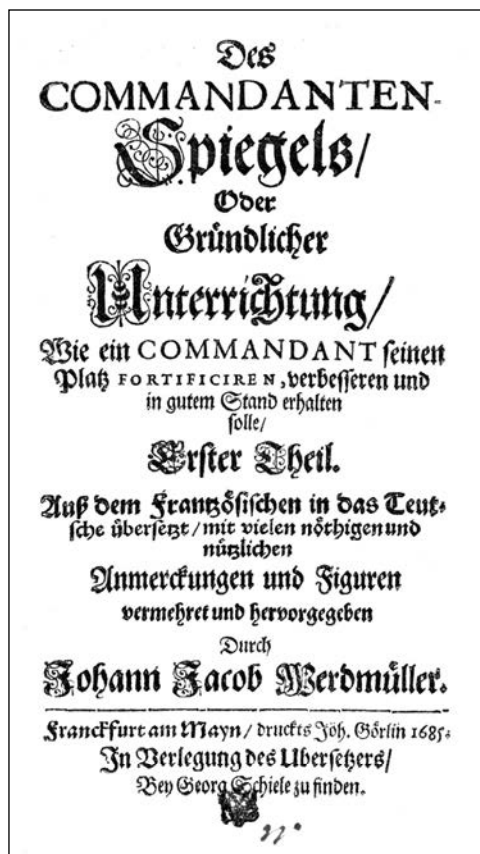 Des
COMMANDANTEN-
Spiegels/
Oder
Gründlicher
Unterrichtung/
Wie ein COMMANDANT seinen
Platz FORTIFICIREN, verbesseren und
in gutem Stand erhalten
solle/
Erster Theil.
Auß dem Frantzösischen in das Teut-
sche übersetzt/ mit vielen nöthigen und
nützlichen
Anmerckungen und Figuren
vermehret und hervorgegeben
Durch
Johann Jacob Werdmüller.
Franckfurt am Mayn/ druckts Joh. Görlin 1685.
In Verlegung des Ubersetzers/
Bey Georg Schiele zu finden.